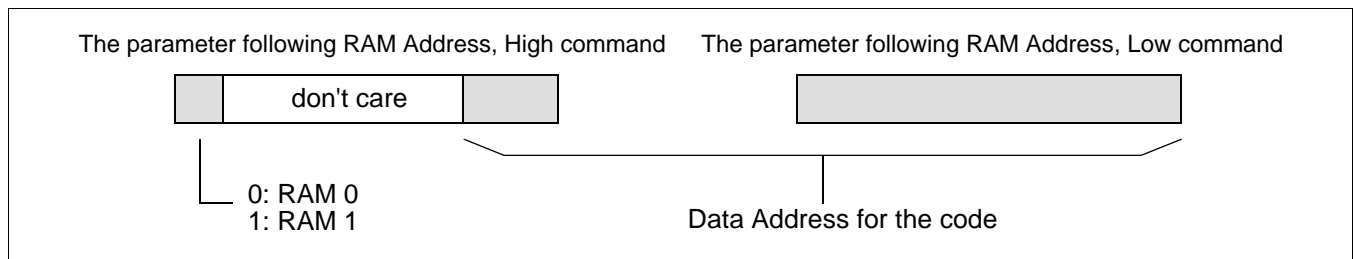 The parameter following RAM Address, High command
The parameter following RAM Address, Low command
don't care
0: RAM 0
1: RAM 1
Data Address for the code